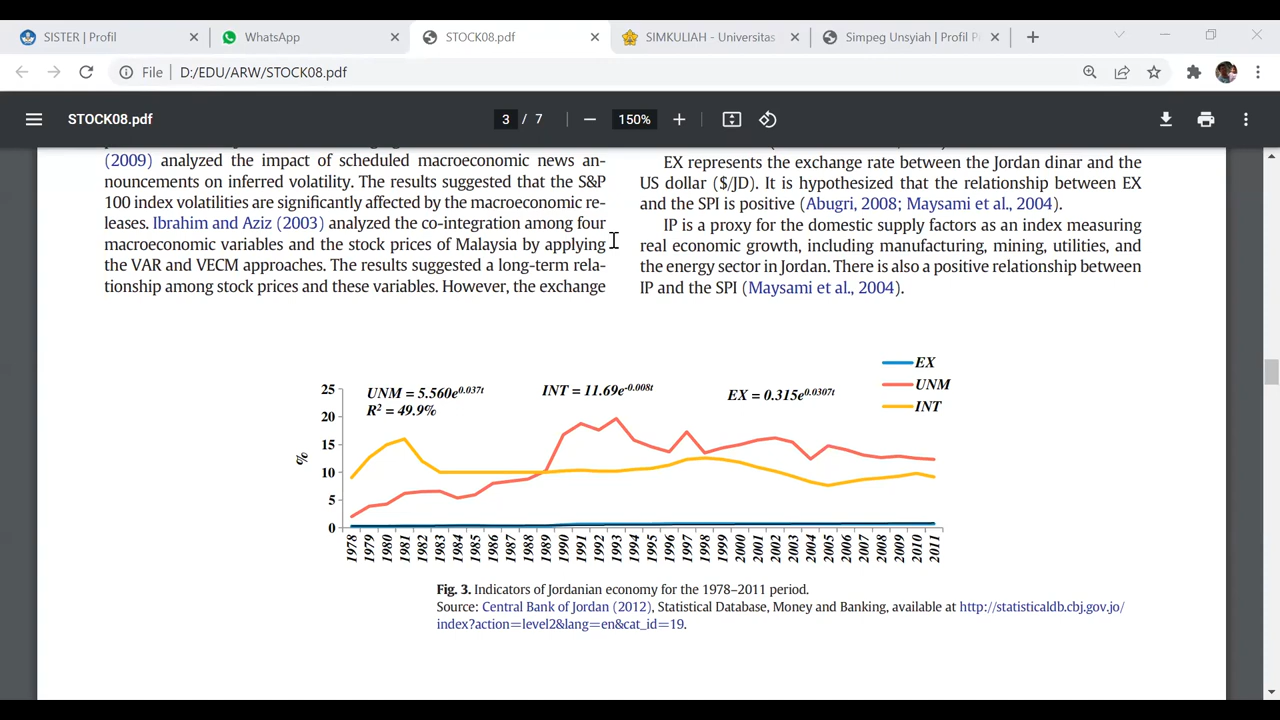 SISTER | Profil
WhatsApp
STOCK08.pdf
SIMKULIAH - Universitas
Simpeg Unsyiah | Profil P
File
D:/EDU/ARW/STOCK08.pdf
STOCK08.pdf
3 / 7
150%
(2009) analyzed the impact of scheduled macroeconomic news an-
nouncements on inferred volatility. The results suggested that the S&P
100 index volatilities are significantly affected by the macroeconomic re-
leases. Ibrahim and Aziz (2003) analyzed the co-integration among four
macroeconomic variables and the stock prices of Malaysia by applying
the VAR and VECM approaches. The results suggested a long-term rela-
tionship among stock prices and these variables. However, the exchange
EX represents the exchange rate between the Jordan dinar and the
US dollar ($/JD). It is hypothesized that the relationship between EX
and the SPI is positive (Abugri, 2008; Maysami et al., 2004).
IP is a proxy for the domestic supply factors as an index measuring
real economic growth, including manufacturing, mining, utilities, and
the energy sector in Jordan. There is also a positive relationship between
IP and the SPI (Maysami et al., 2004).
EX
UNM
INT
UNM = 5.560e0.037t
R2 = 49.9%
INT = 11.69e-0.008t
EX = 0.315e0.0307t
%
25
20
15
10
5
0
1978 1979 1980 1981 1982 1983 1984 1985 1986 1987 1988 1989 1990 1991 1992 1993 1994 1995 1996 1997 1998 1999 2000 2001 2002 2003 2004 2005 2006 2007 2008 2009 2010 2011
Fig. 3. Indicators of Jordanian economy for the 1978–2011 period.
Source: Central Bank of Jordan (2012), Statistical Database, Money and Banking, available at http://statisticaldb.cbj.gov.jo/
index?action=level2&lang=en&cat_id=19.